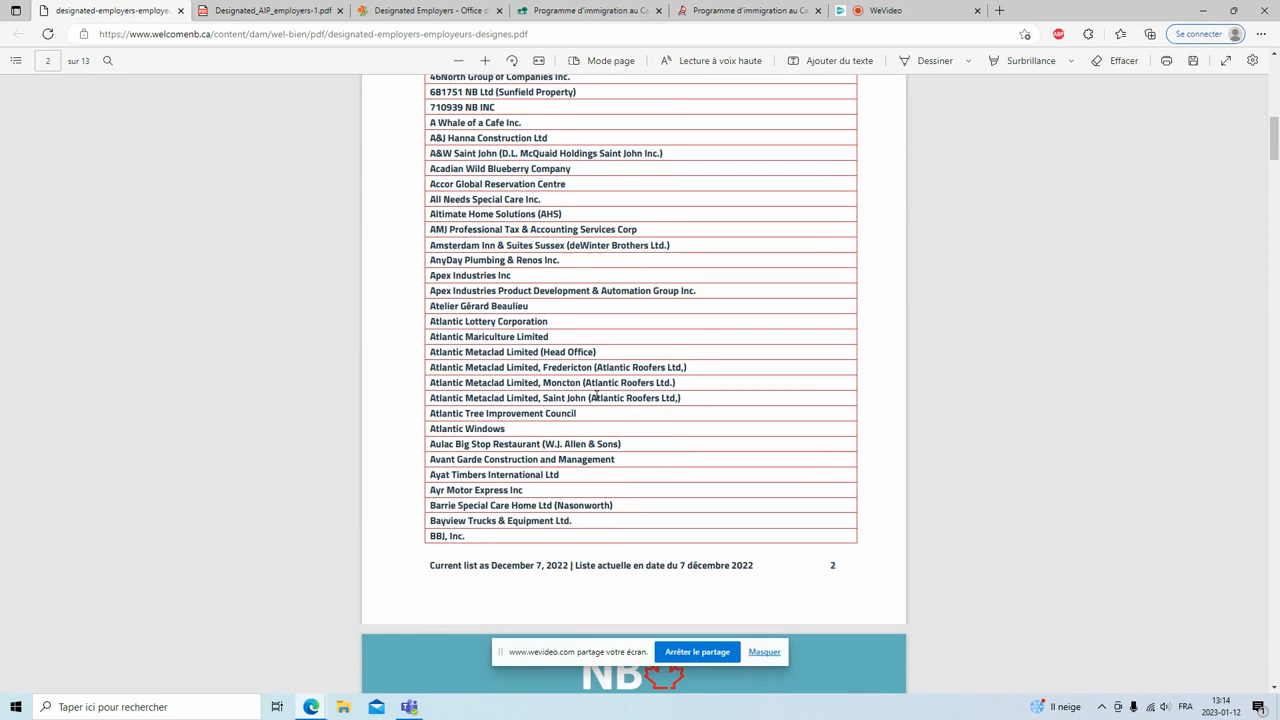 designated-employers-employeurs
Designated_AIP_employers-1.pdf
Designated Employers - Office o
Programme d'immigration au Ca
Programme d'immigration au Ca
WeVideo
https://www.welcomenb.ca/content/dam/wel-bien/pdf/designated-employers-employeurs-designes.pdf
Se connecter
2 sur 13
Mode page
Lecture à voix haute
Ajouter du texte
Dessiner
Surbrillance
Effacer
46North Group of Companies Inc.
681751 NB Ltd (Sunfield Property)
710939 NB INC
A Whale of a Cafe Inc.
A&J Hanna Construction Ltd
A&W Saint John (D.L. McQuaid Holdings Saint John Inc.)
Acadian Wild Blueberry Company
Accor Global Reservation Centre
All Needs Special Care Inc.
Altimate Home Solutions (AHS)
AMJ Professional Tax & Accounting Services Corp
Amsterdam Inn & Suites Sussex (deWinter Brothers Ltd.)
AnyDay Plumbing & Renos Inc.
Apex Industries Inc
Apex Industries Product Development & Automation Group Inc.
Atelier Gérard Beaulieu
Atlantic Lottery Corporation
Atlantic Mariculture Limited
Atlantic Metaclad Limited (Head Office)
Atlantic Metaclad Limited, Fredericton (Atlantic Roofers Ltd,)
Atlantic Metaclad Limited, Moncton (Atlantic Roofers Ltd.)
Atlantic Metaclad Limited, Saint John (Atlantic Roofers Ltd,)
Atlantic Tree Improvement Council
Atlantic Windows
Aulac Big Stop Restaurant (W.J. Allen & Sons)
Avant Garde Construction and Management
Ayat Timbers International Ltd
Ayr Motor Express Inc
Barrie Special Care Home Ltd (Nasonworth)
Bayview Trucks & Equipment Ltd.
BBJ, Inc.
Current list as December 7, 2022 | Liste actuelle en date du 7 décembre 2022 2
www.wevideo.com partage votre écran.
Arrêter le partage
Masquer
NB
Taper ici pour rechercher
Il neige
FRA
13:14
2023-01-12